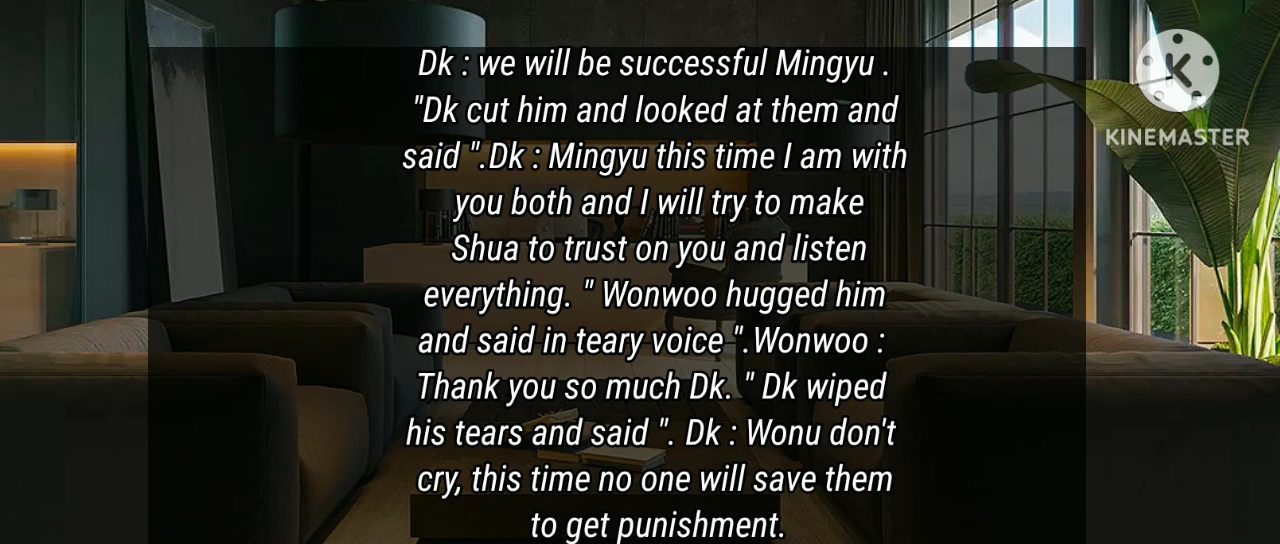 Dk : we will be successful Mingyu .
"Dk cut him and looked at them and
said ".Dk : Mingyu this time I am with
you both and I will try to make
Shua to trust on you and listen
everything. " Wonwoo hugged him
and said in teary voice ".Wonwoo :
Thank you so much Dk. " Dk wiped
his tears and said ". Dk : Wonu don't
cry, this time no one will save them
to get punishment.
K
KINEMASTER